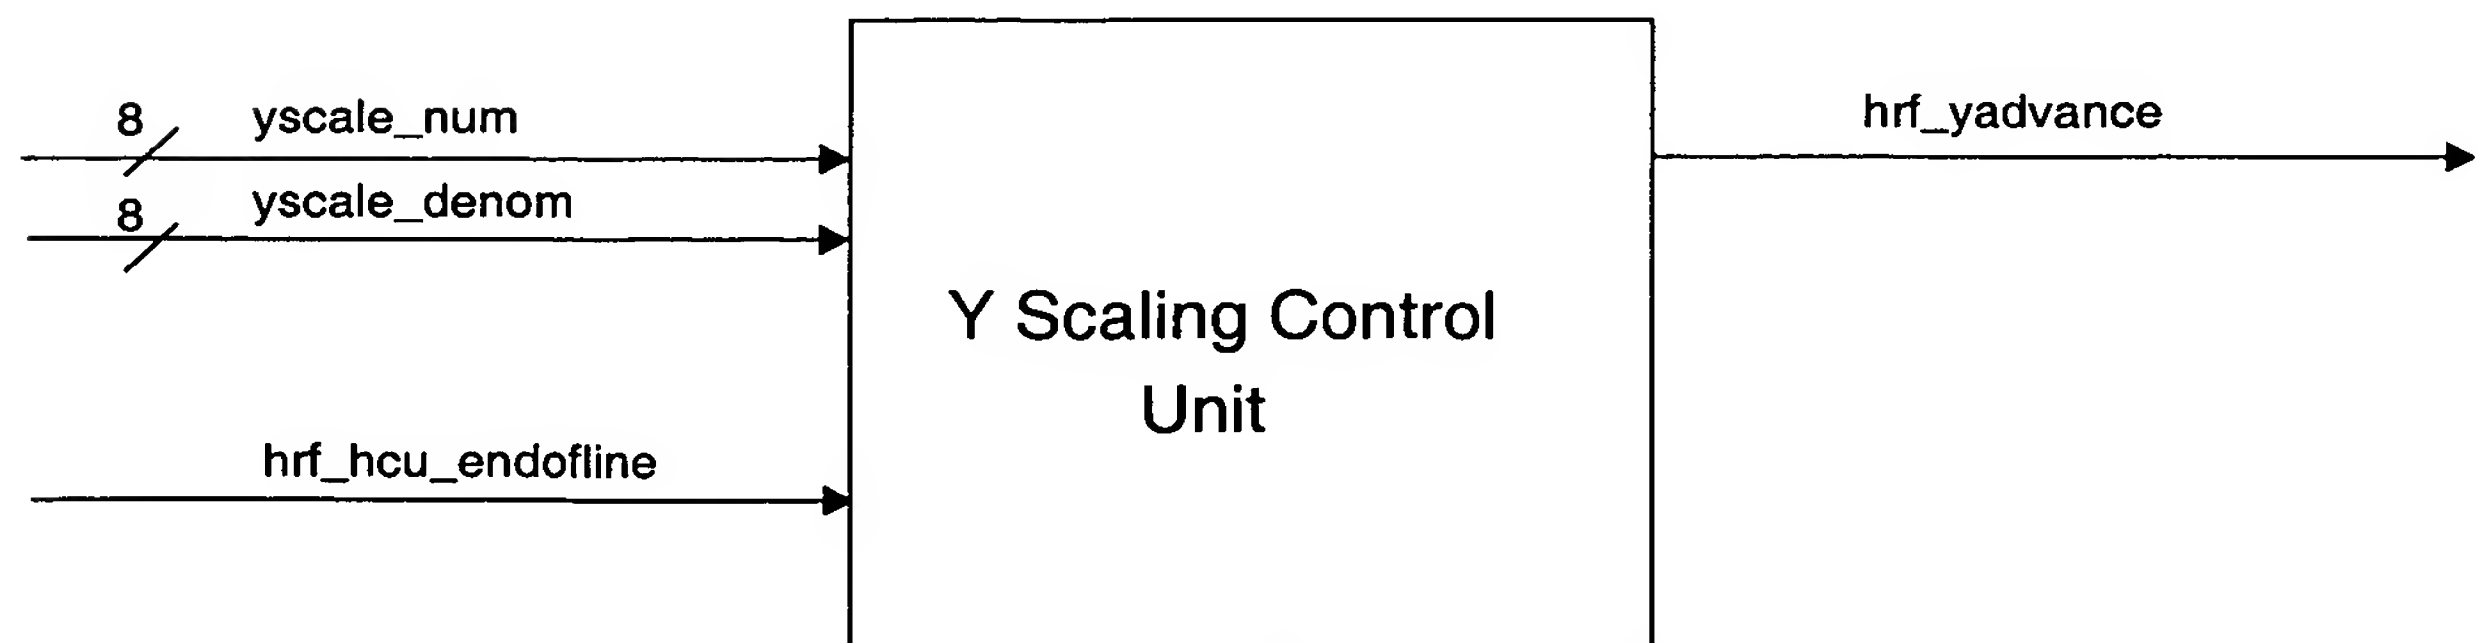 8 yscale_num
hrf_yadvance
8 yscale_denom
Y Scaling Control
Unit
hrf_hcu_endofline